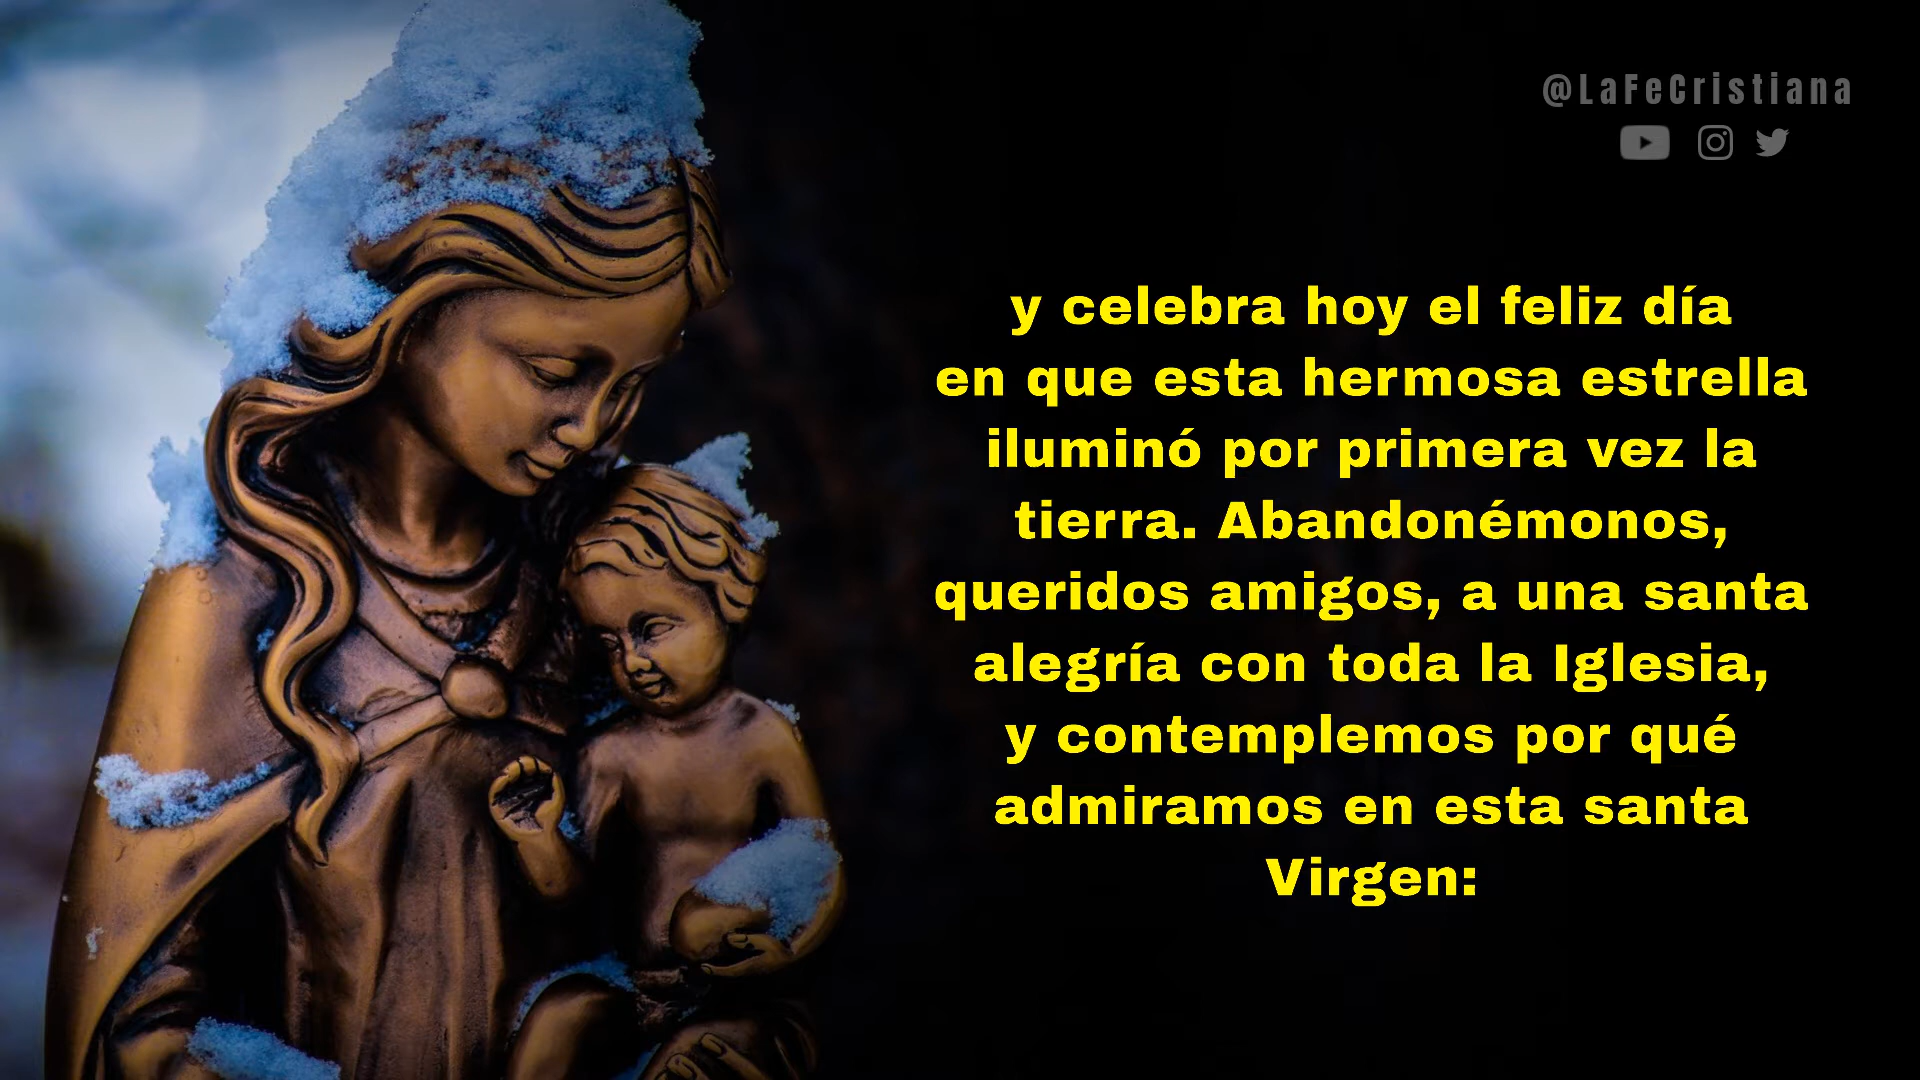 @LaFeCristiana
y celebra hoy el feliz día
en que esta hermosa estrella
iluminó por primera vez la
tierra. Abandonémonos,
queridos amigos, a una santa
alegría con toda la Iglesia,
y contemplemos por qué
admiramos en esta santa
Virgen: